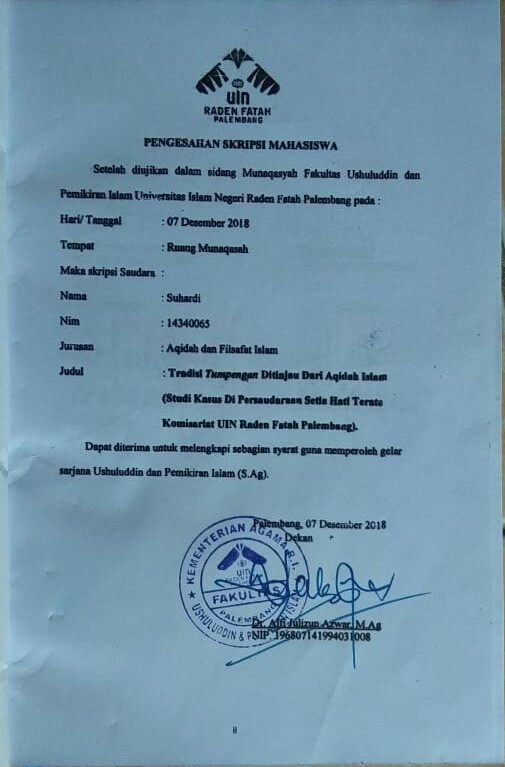 uin
RADEN FATAH
PALEMBANG
PENGESAHAN SKRIPSI MAHASISWA
Setelah diujikan dalam sidang Munaqasyah Fakultas Ushuluddin dan
Pemikiran Islam Universitas Islam Negeri Raden Fatah Palembang pada :
Hari/ Tanggal : 07 Desember 2018
Tempat : Ruang Munaqasah
Maka skripsi Saudara :
Nama : Suhardi
Nim : 14340065
Jurusan : Aqidah dan Filsafat Islam
Judul : Tradisi Tumpengan Ditinjau Dari Aqidah Islam
(Studi Kasus Di Persaudaraan Setia Hati Terate
Komisariat UIN Raden Fatah Palembang).
Dapat diterima untuk melengkapi sebagian syarat guna memperoleh gelar
sarjana Ushuluddin dan Pemikiran Islam (S.Ag).
Palembang, 07 Desember 2018
Dekan
KEMENTERIAN AGAMA R.I.
uin
FAKULTAS
PALEMBANG
USHULUDDIN &
Dr. Alfi Julizun Azwar, M.Ag
NIP. 196807141994031008
ii